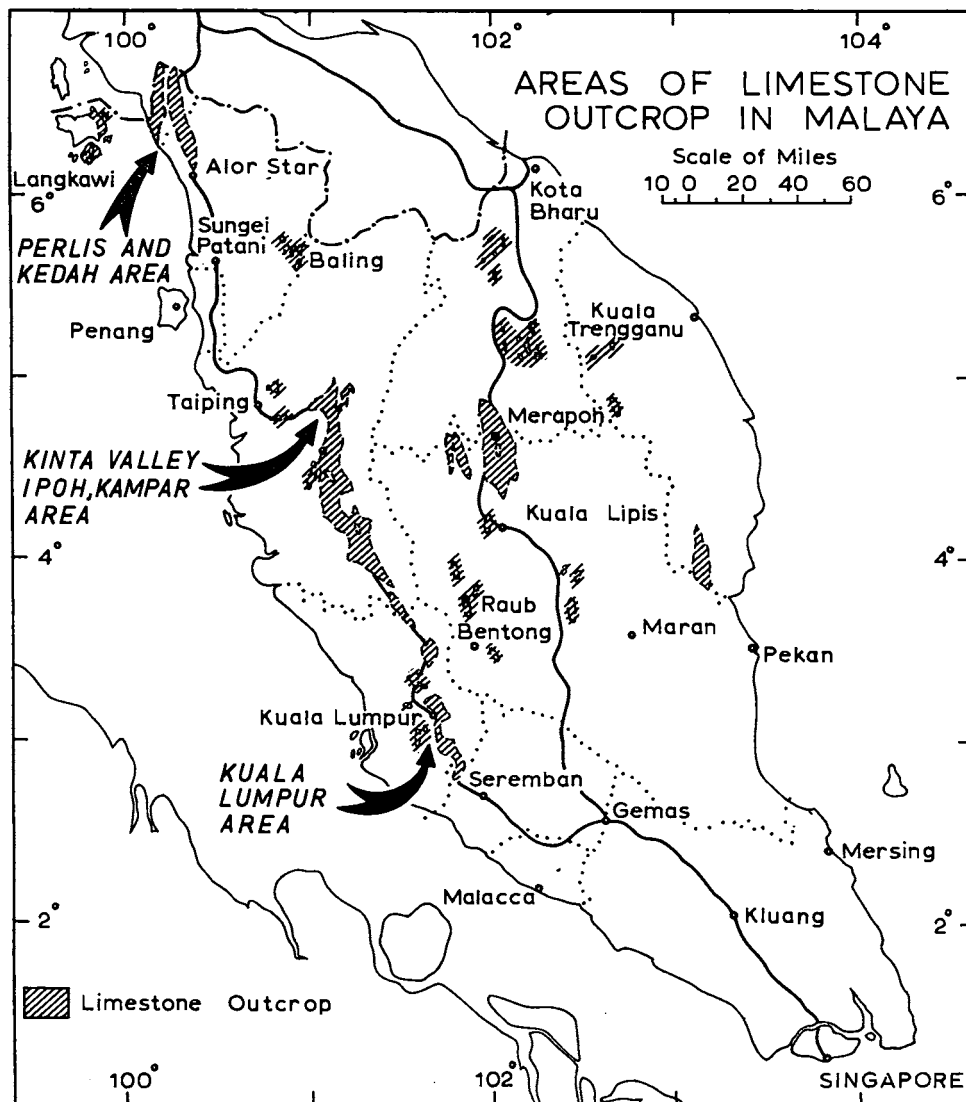 100°
102°
104°
AREAS OF LIMESTONE
OUTCROP IN MALAYA
Scale of Miles
10 0 20 40 60
Langkawi
Alor Star
Kota
Bharu
6°
6°
Sungei
Patani
PERLIS AND
KEDAH AREA
Baling
Penang
Kuala
Trengganu
Taiping
Merapoh
KINTA VALLEY
IPOH, KAMPAR
AREA
Kuala Lipis
4°
4°
Raub
Bentong
Maran
Pekan
Kuala Lumpur
KUALA
LUMPUR
AREA
Seremban
Gemas
Mersing
Malacca
Kluang
2°
2°
Limestone Outcrop
100°
102°
SINGAPORE